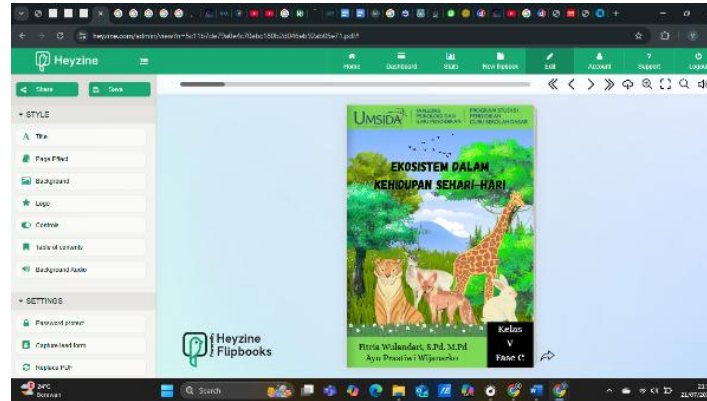 Heyzine
Home
Dashboard
Stats
New flipbook
Edit
Account
Support
Logout
Share
Save
STYLE
Title
Page Effect
Background
Logo
Controls
Table of contents
Background Audio
SETTINGS
Password protect
Capture lead form
Replace PDF
UMSIDA
FAKULTAS
PSIKOLOGI DAN
ILMU PENDIDIKAN
PROGRAM STUDI
PENDIDIKAN
GURU SEKOLAH DASAR
EKOSISTEM DALAM
KEHIDUPAN SEHARI-HARI
Fitria Wulandari, S.Pd. M.Pd
Kelas
V
Fase C
Heyzine
Flipbooks
24°C
Berawan
Search